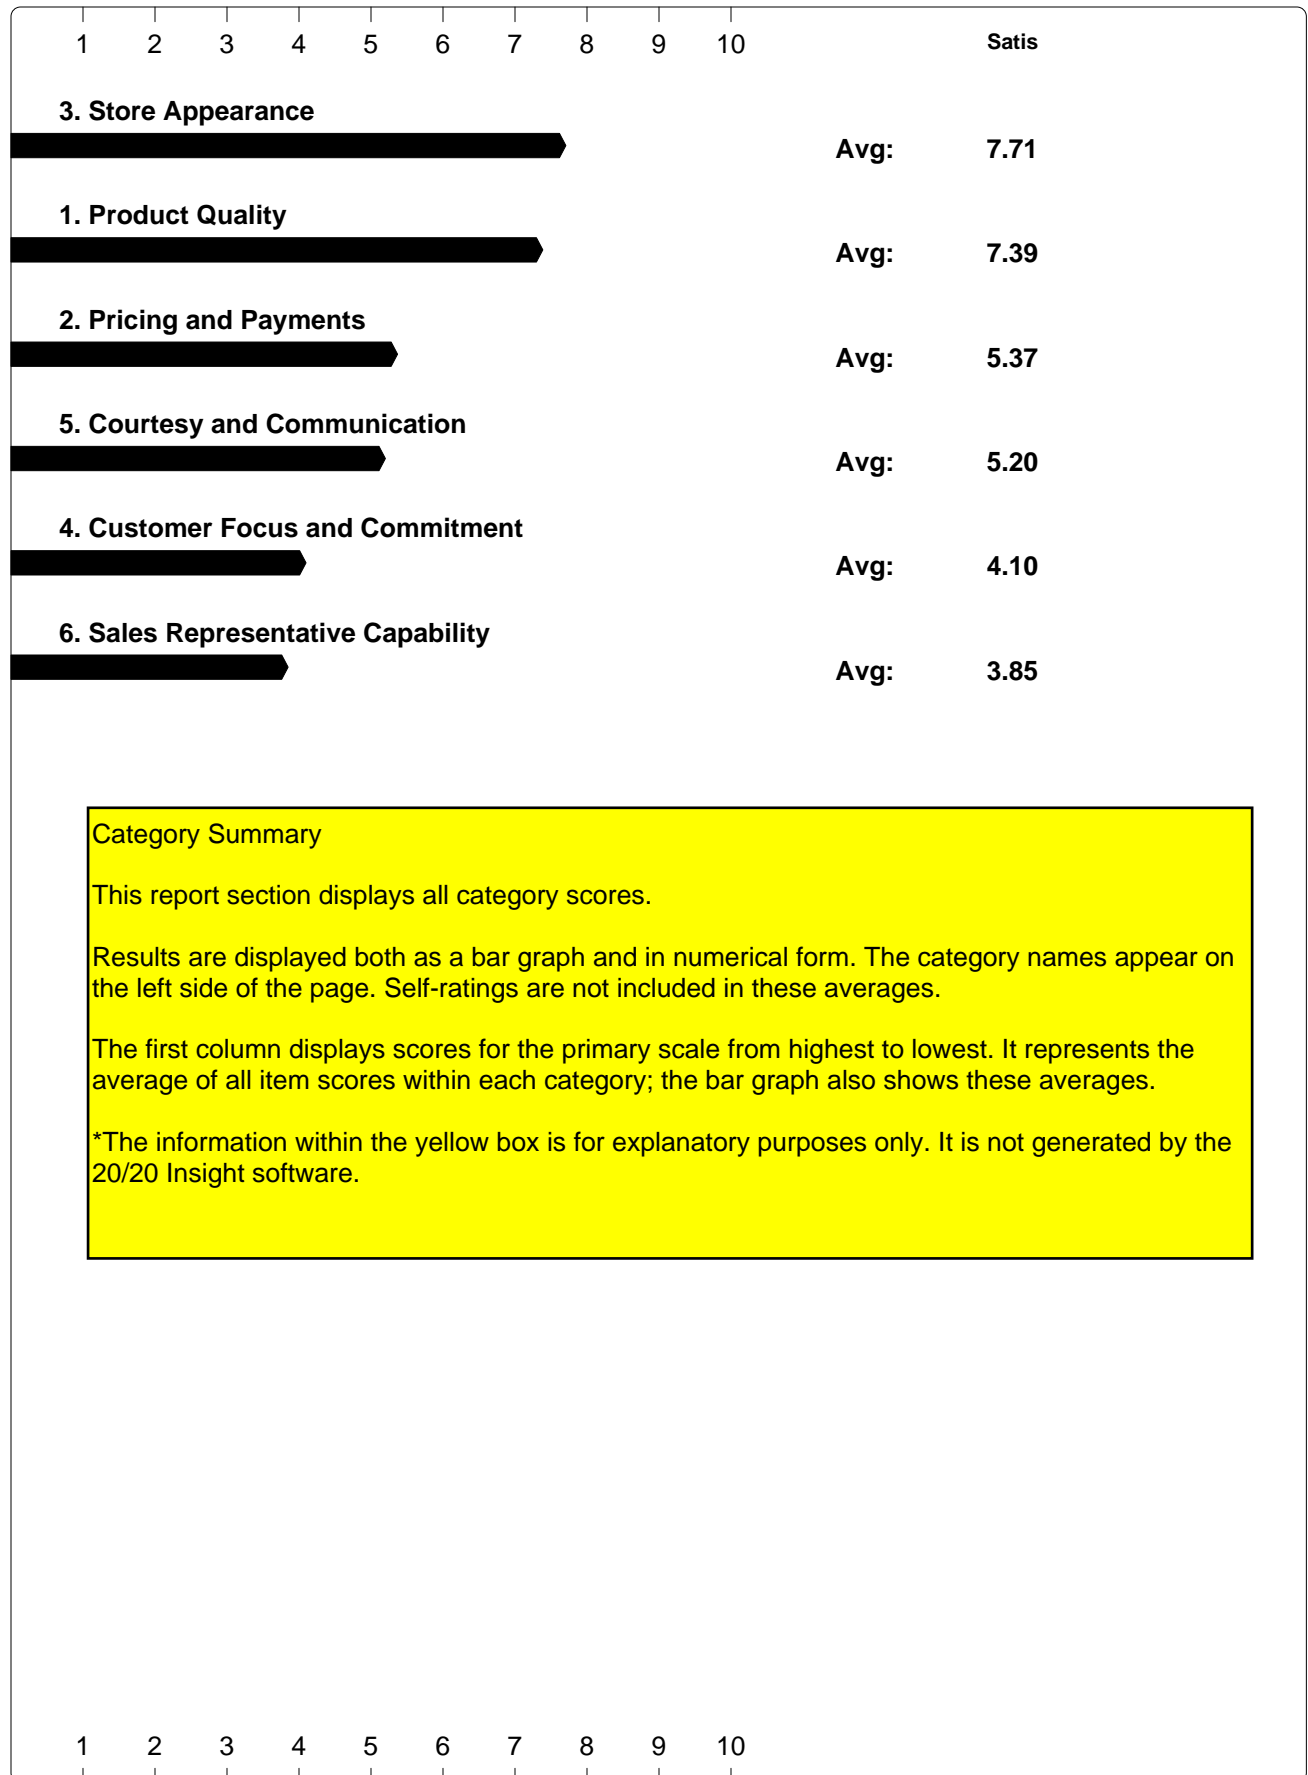 1 2 3 4 5 6 7 8 9 10 Satis
3. Store Appearance
Avg: 7.71
1. Product Quality
Avg: 7.39
2. Pricing and Payments
Avg: 5.37
5. Courtesy and Communication
Avg: 5.20
4. Customer Focus and Commitment
Avg: 4.10
6. Sales Representative Capability
Avg: 3.85
Category Summary
This report section displays all category scores.
Results are displayed both as a bar graph and in numerical form. The category names appear on
the left side of the page. Self-ratings are not included in these averages.
The first column displays scores for the primary scale from highest to lowest. It represents the
average of all item scores within each category; the bar graph also shows these averages.
*The information within the yellow box is for explanatory purposes only. It is not generated by the
20/20 Insight software.
1 2 3 4 5 6 7 8 9 10